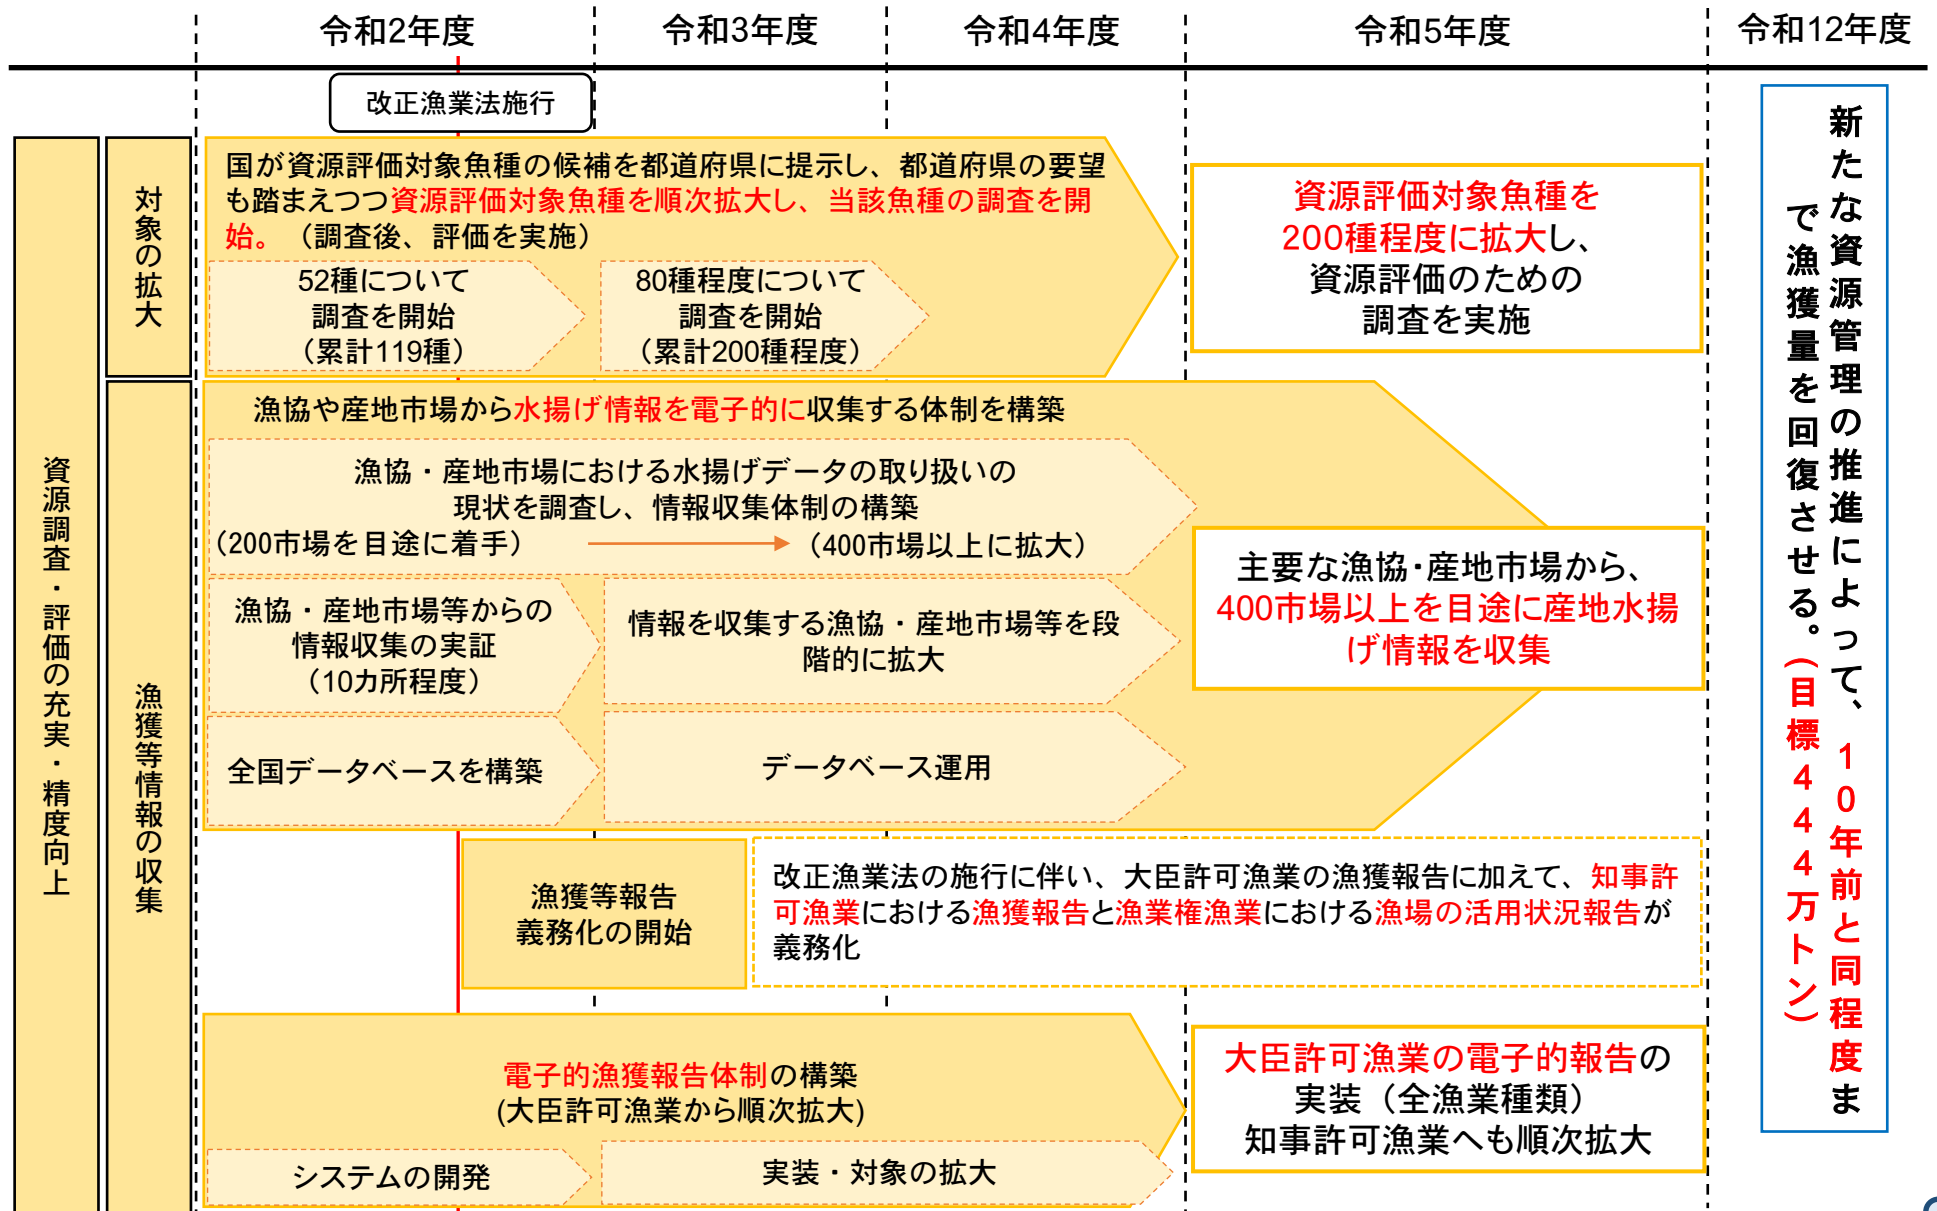 令和2年度
令和3年度
令和4年度
令和5年度
令和12年度
改正漁業法施行
資源調査・評価の充実・精度向上
対象の拡大
国が資源評価対象魚種の候補を都道府県に提示し、都道府県の要望
も踏まえつつ資源評価対象魚種を順次拡大し、当該魚種の調査を開
始。（調査後、評価を実施）
52種について
調査を開始
（累計119種）
80種程度について
調査を開始
（累計200種程度）
資源評価対象魚種を
200種程度に拡大し、
資源評価のための
調査を実施
漁獲等情報の収集
漁協や産地市場から水揚げ情報を電子的に収集する体制を構築
漁協・産地市場における水揚げデータの取り扱いの
現状を調査し、情報収集体制の構築
（200市場を目途に着手）
（400市場以上に拡大）
漁協・産地市場等からの
情報収集の実証
（10カ所程度）
情報を収集する漁協・産地市場等を段
階的に拡大
全国データベースを構築
データベース運用
主要な漁協・産地市場から、
400市場以上を目途に産地水揚
げ情報を収集
漁獲等報告
義務化の開始
改正漁業法の施行に伴い、大臣許可漁業の漁獲報告に加えて、知事許
可漁業における漁獲報告と漁業権漁業における漁場の活用状況報告が
義務化
電子的漁獲報告体制の構築
(大臣許可漁業から順次拡大)
システムの開発
実装・対象の拡大
大臣許可漁業の電子的報告の
実装（全漁業種類）
知事許可漁業へも順次拡大
新たな資源管理の推進によって、10年前と同程度ま
で漁獲量を回復させる。（目標444万トン）